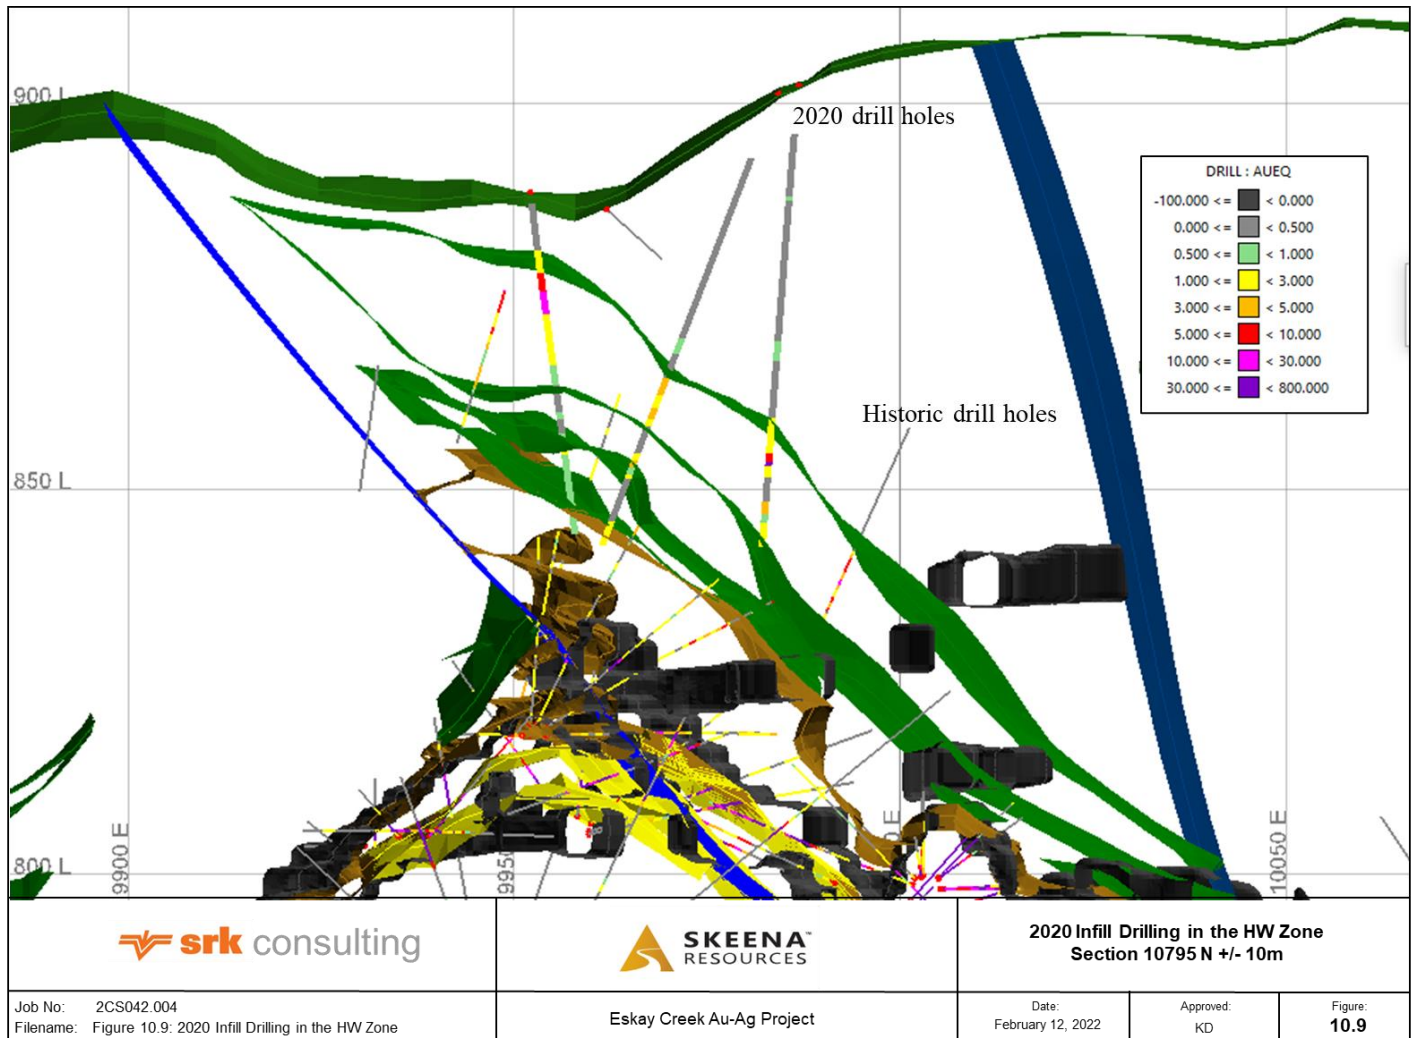 900 L
2020 drill holes
DRILL : AUEQ
-100.000 <= < 0.000
0.000 <= < 0.500
0.500 <= < 1.000
1.000 <= < 3.000
3.000 <= < 5.000
5.000 <= < 10.000
10.000 <= < 30.000
30.000 <= < 800.000
Historic drill holes
850 L
800 L
9900 E
10050 E
srk consulting
SKEENA™
RESOURCES
2020 Infill Drilling in the HW Zone
Section 10795 N +/- 10m
Job No: 2CS042.004
Filename: Figure 10.9: 2020 Infill Drilling in the HW Zone
Eskay Creek Au-Ag Project
Date:
February 12, 2022
Approved:
KD
Figure:
10.9